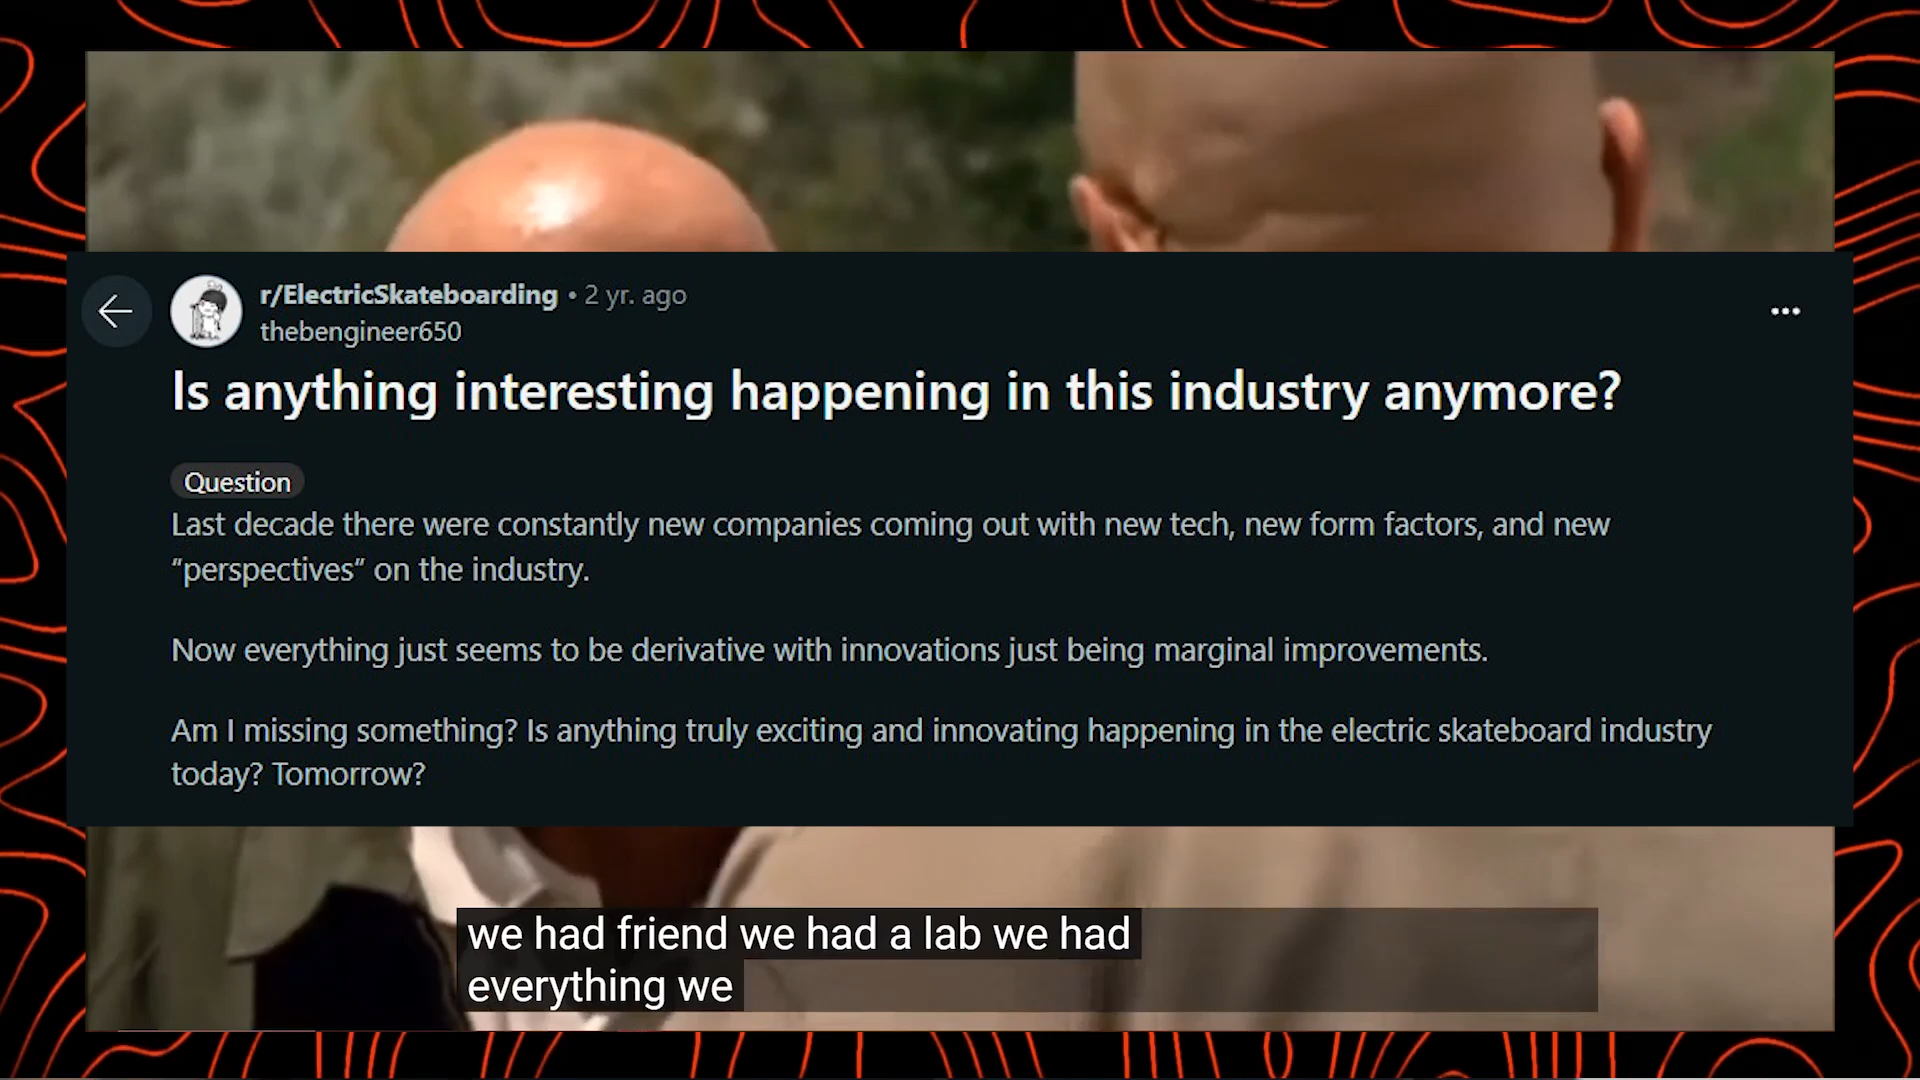 r/ElectricSkateboarding • 2 yr. ago
thebengineer650
Is anything interesting happening in this industry anymore?
Question
Last decade there were constantly new companies coming out with new tech, new form factors, and new
“perspectives” on the industry.
Now everything just seems to be derivative with innovations just being marginal improvements.
Am I missing something? Is anything truly exciting and innovating happening in the electric skateboard industry
today? Tomorrow?
we had friend we had a lab we had
everything we